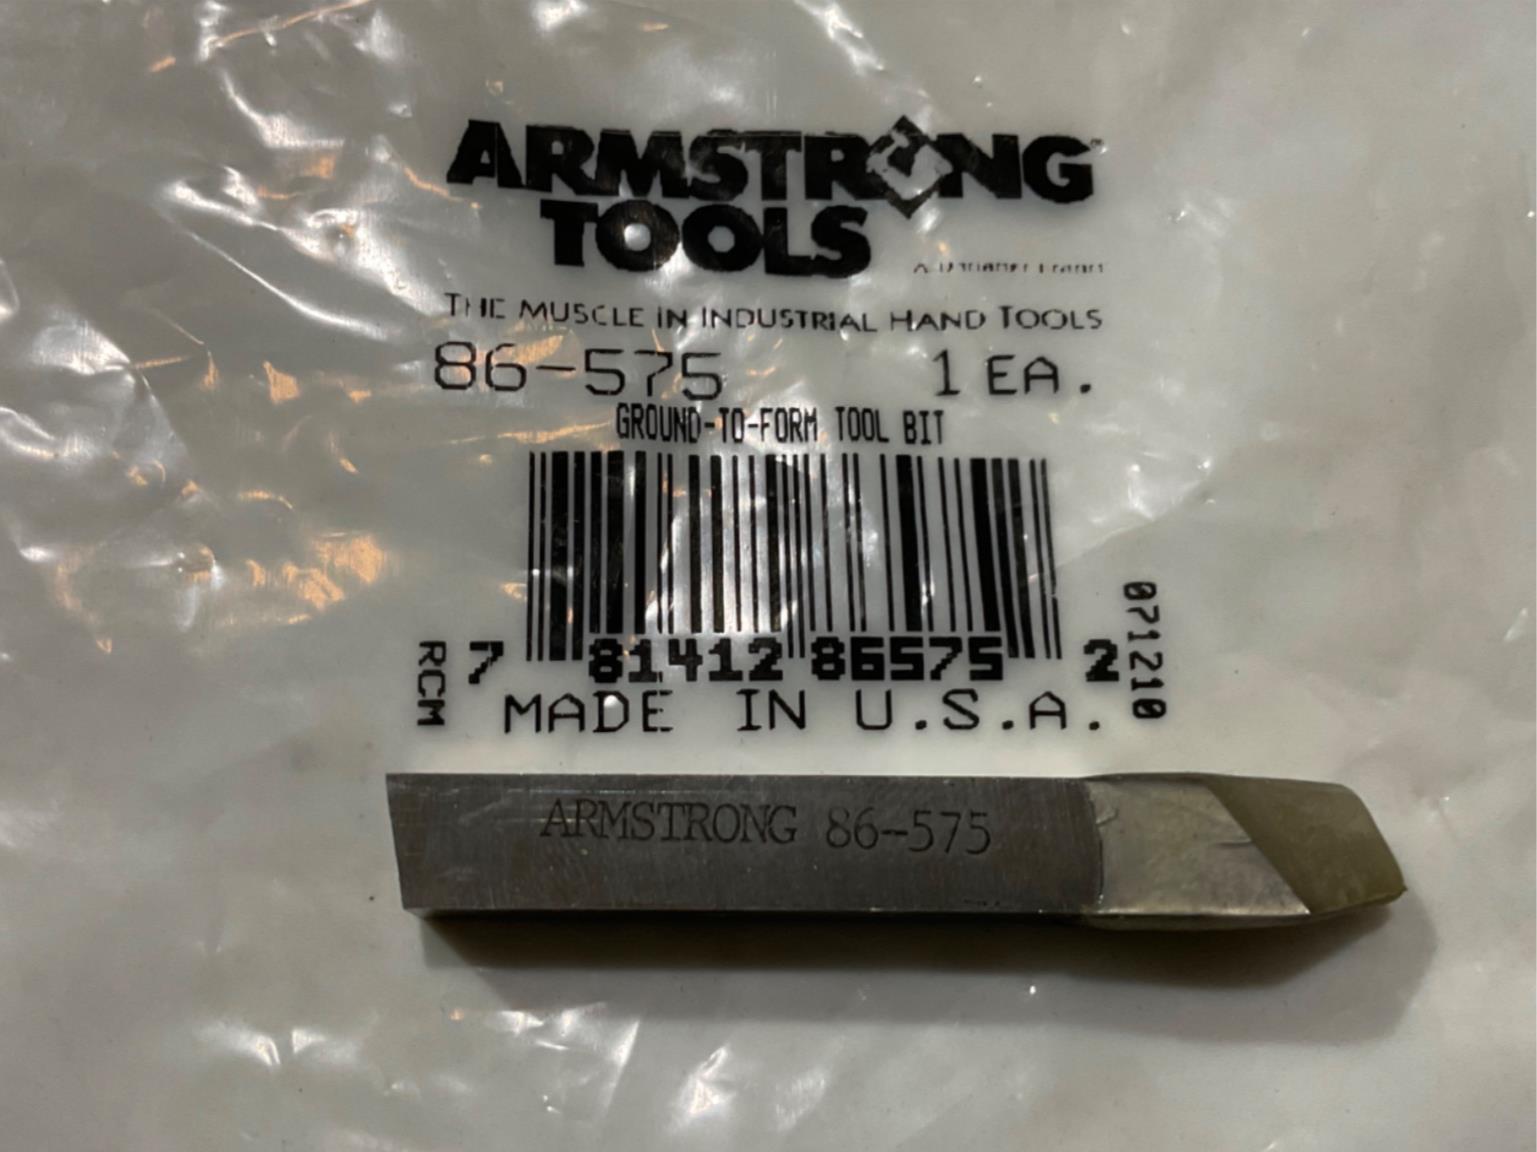 ARMSTRONG
TOOLS
THE MUSCLE IN INDUSTRIAL HAND TOOLS
86-575 1 EA.
GROUND-TO-FORM TOOL BIT
7 81412 86575 2
RCM
071210
MADE IN U.S.A.
ARMSTRONG 86-575